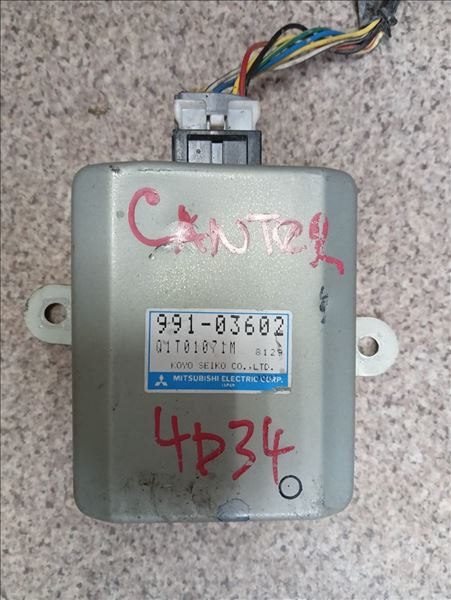 CANTER
991-03602
Q1T01071M 8129
KOYO SEIKO CO.,LTD.
MITSUBISHI ELECTRIC CORP.
JAPAN
4D34